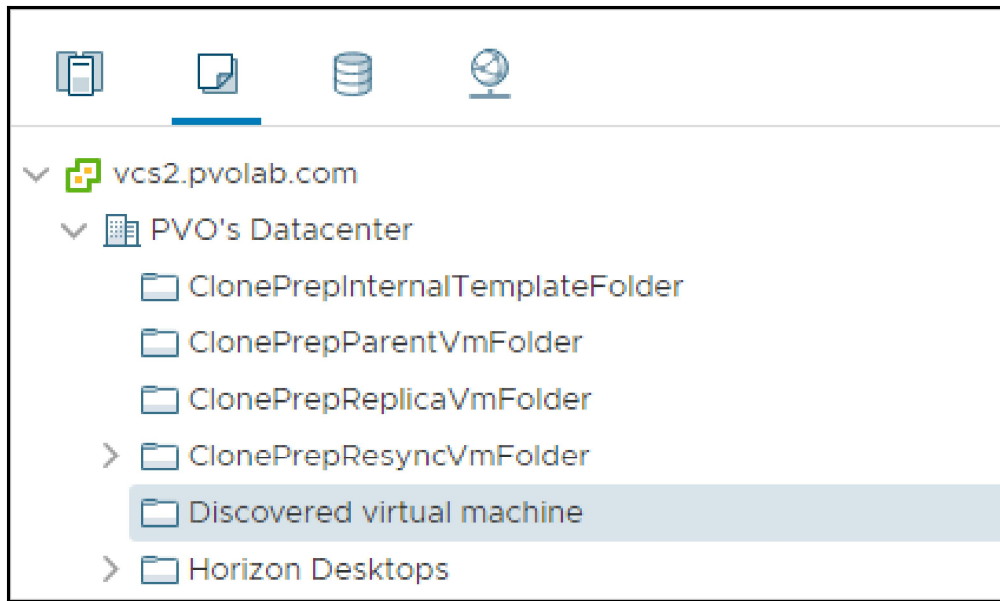 vcs2.pvolab.com
PVO's Datacenter
ClonePrepInternalTemplateFolder
ClonePrepParentVmFolder
ClonePrepReplicaVmFolder
ClonePrepResyncVmFolder
Discovered virtual machine
Horizon Desktops